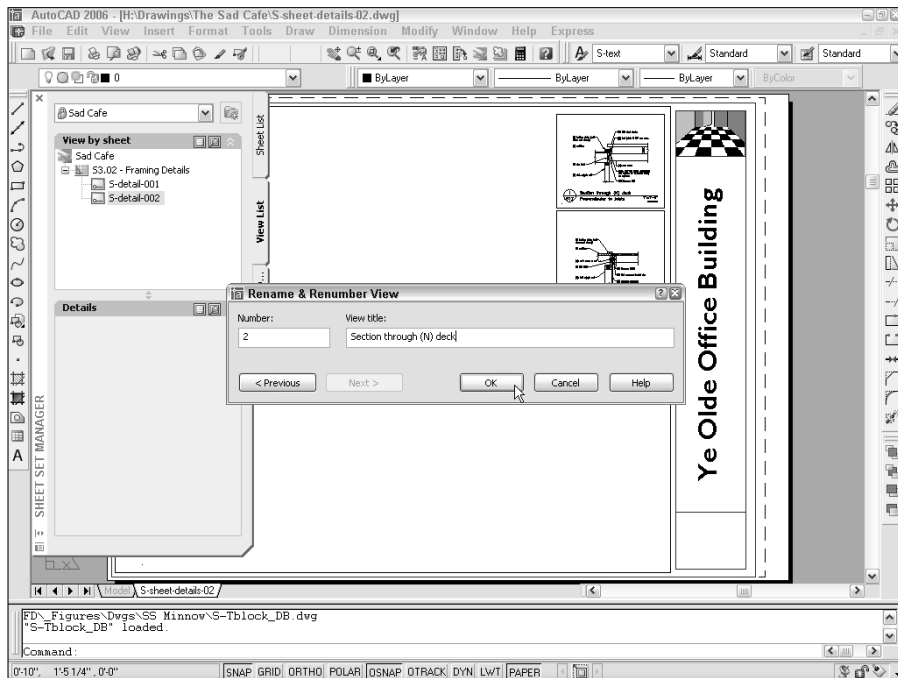 AutoCAD 2006 - [H:\Drawings\The Sad Cafe\S-sheet-details-02.dwg]
File Edit View Insert Format Tools Draw Dimension Modify Window Help Express
S-text Standard Standard
0 ByLayer ByLayer ByLayer ByColor
Sad Cafe
Sheet List
View by sheet
Sad Cafe
S3.02 - Framing Details
S-detail-001
S-detail-002
View List
Details
Ye Olde Office Building
Rename & Renumber View
Number: View title:
2 Section through (N) deck
< Previous Next > OK Cancel Help
SHEET SET MANAGER
Model S-sheet-details-02
FD\_Figures\Dwgs\SS Minnow\S-Tblock_DB.dwg
"S-Tblock_DB" loaded.
Command:
0'-10", 1'-5 1/4" , 0'-0" SNAP GRID ORTHO POLAR OSNAP OTRACK DYN LWT PAPER